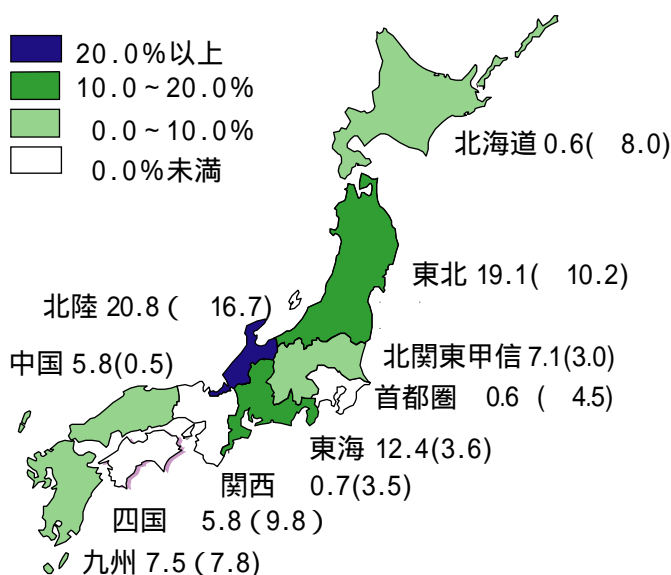 20.0%以上
10.0~20.0%
0.0~10.0%
0.0%未満
北海道 0.6( 8.0)
東北 19.1( 10.2)
北陸 20.8( 16.7)
中国 5.8(0.5)
北関東甲信 7.1(3.0)
首都圏 0.6 ( 4.5)
東海 12.4(3.6)
関西 0.7(3.5)
四国 5.8(9.8)
九州 7.5(7.8)